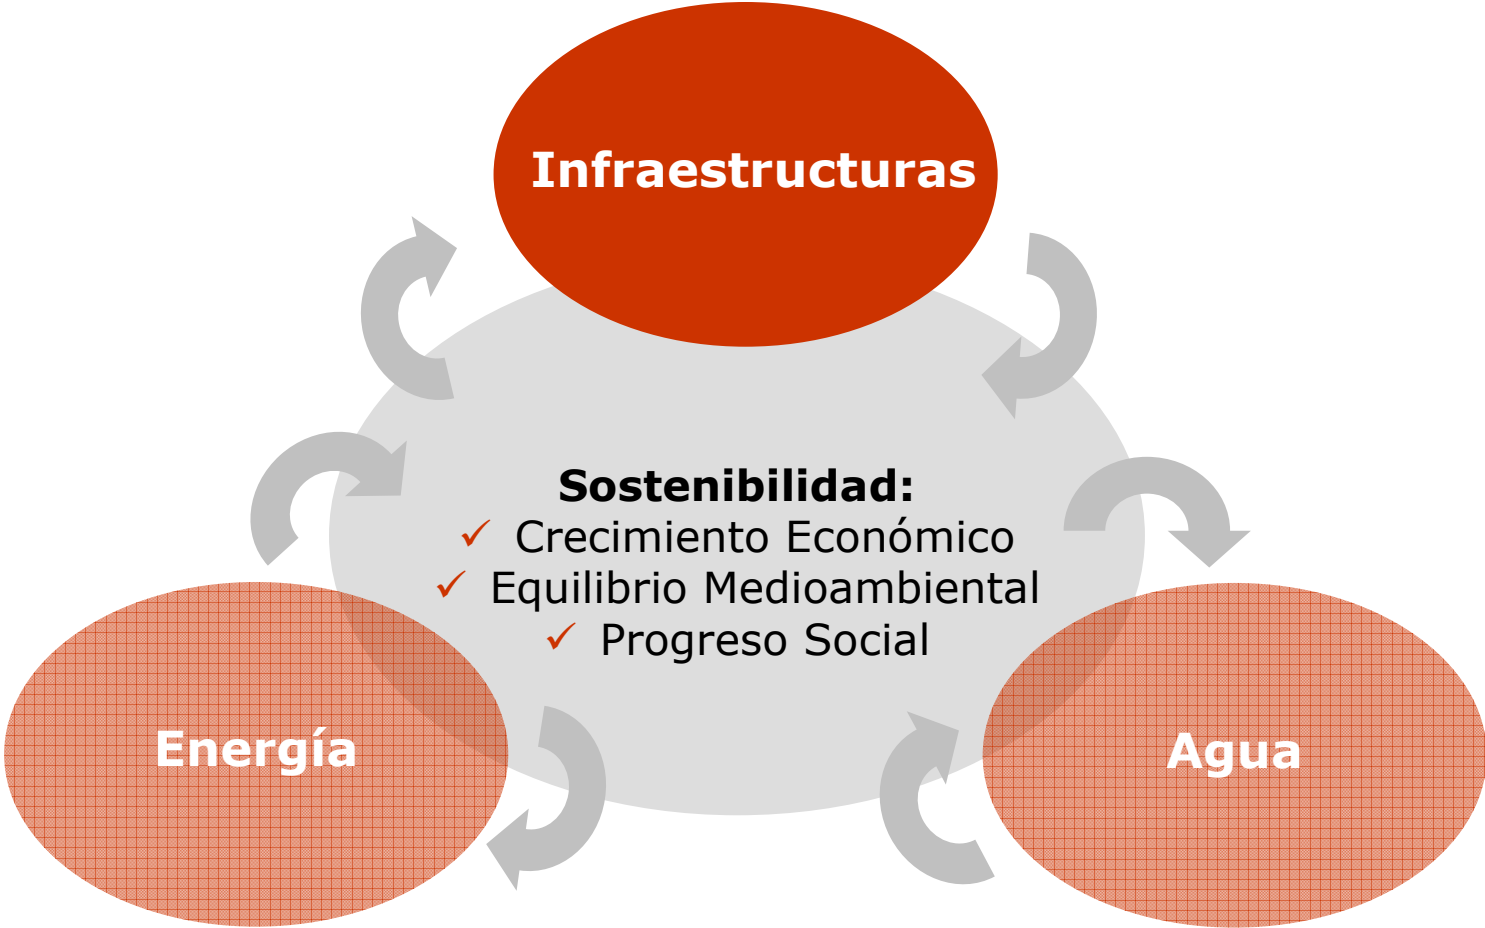 Infraestructuras
Sostenibilidad:
✓ Crecimiento Económico
✓ Equilibrio Medioambiental
✓ Progreso Social
Energía
Agua